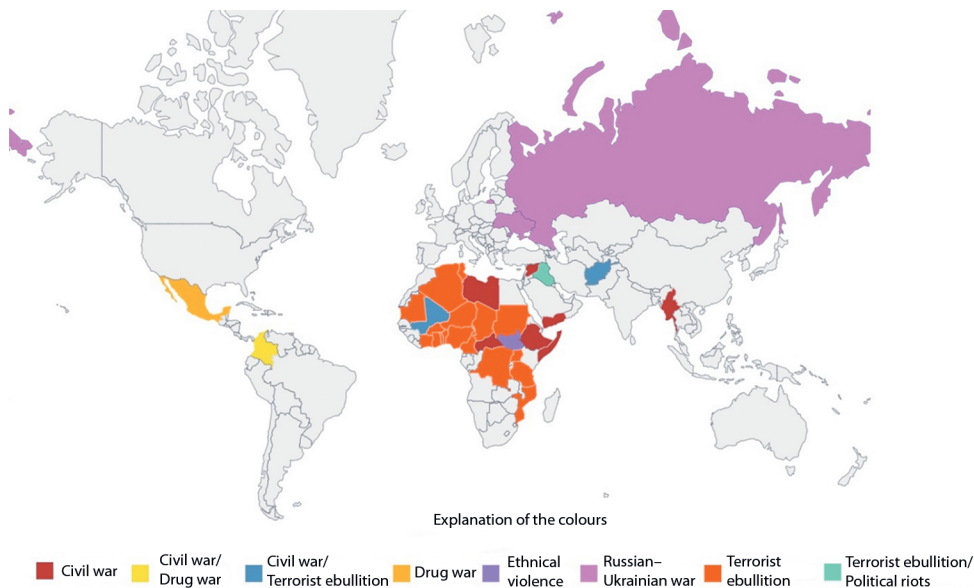 Explanation of the colours
Civil war
Civil war/
Drug war
Civil war/
Terrorist ebullition
Drug war
Ethnical
violence
Russian–
Ukrainian war
Terrorist
ebullition
Terrorist ebullition/
Political riots